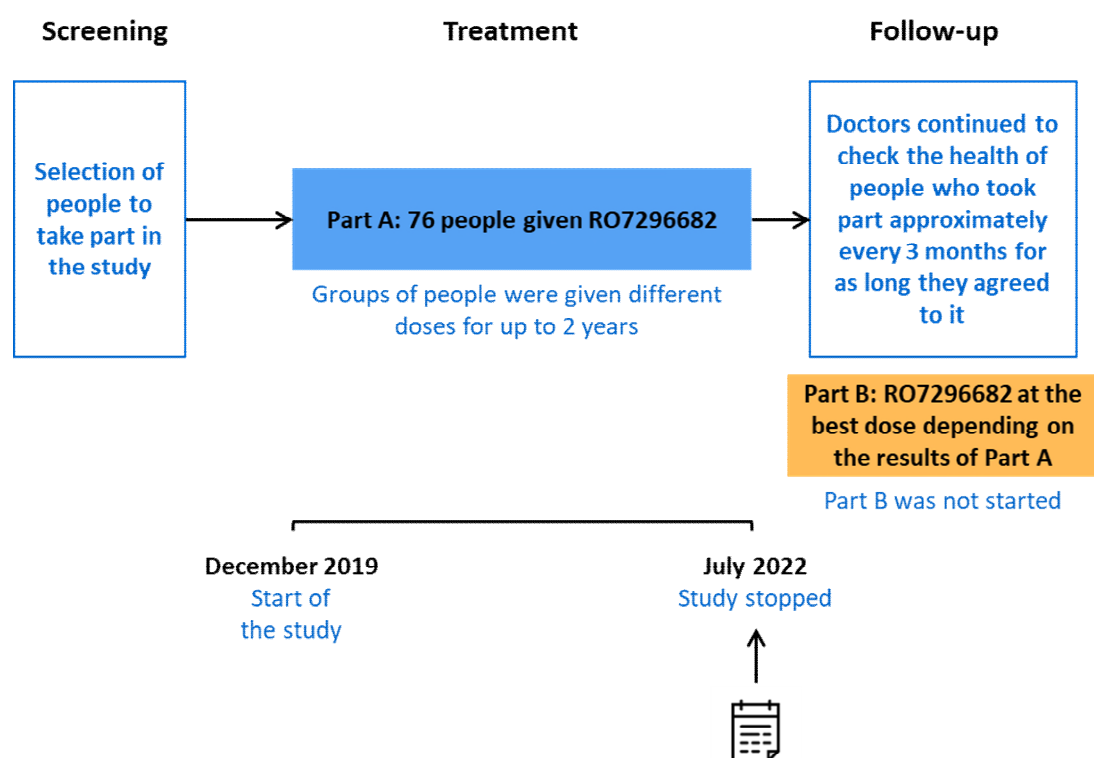 Screening
Treatment
Follow-up
Selection of
people to
take part in
the study
Part A: 76 people given RO7296682
Groups of people were given different
doses for up to 2 years
Doctors continued to
check the health of
people who took
part approximately
every 3 months for
as long they agreed
to it
Part B: RO7296682 at the
best dose depending on
the results of Part A
Part B was not started
December 2019
Start of
the study
July 2022
Study stopped